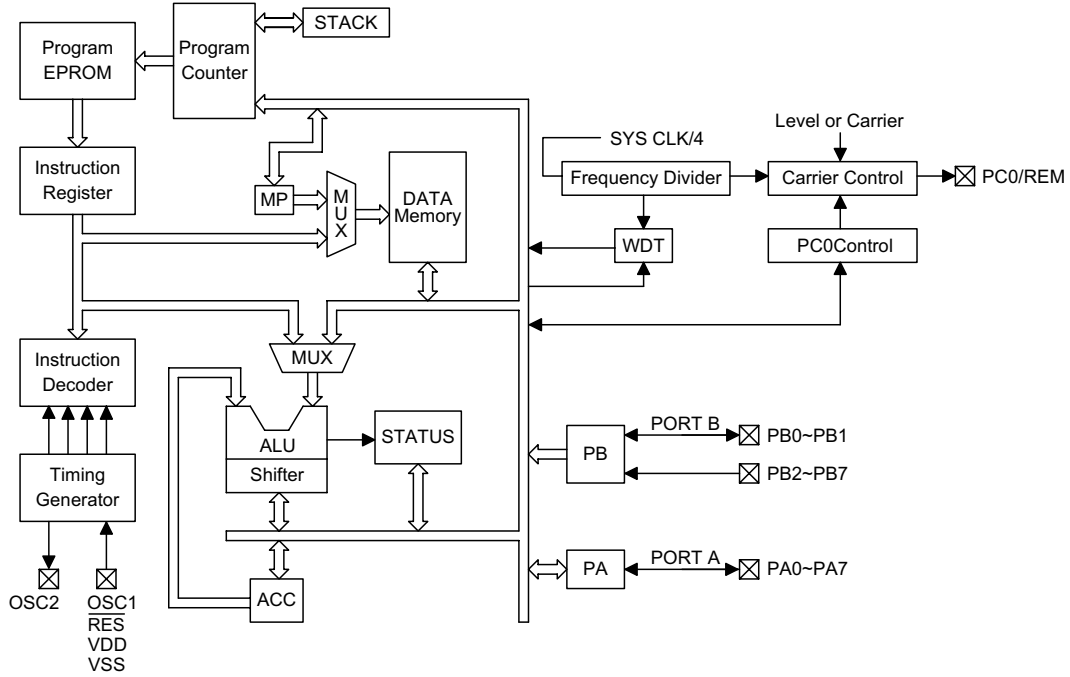 STACK
Program
EPROM
Program
Counter
SYS CLK/4
Level or Carrier
Instruction
Register
MP
M
U
X
DATA
Memory
Frequency Divider
Carrier Control
PC0/REM
WDT
PC0Control
Instruction
Decoder
MUX
ALU
Shifter
STATUS
PB
PORT B
PB0~PB1
PB2~PB7
Timing
Generator
PA
PORT A
PA0~PA7
ACC
OSC2
OSC1
RES
VDD
VSS